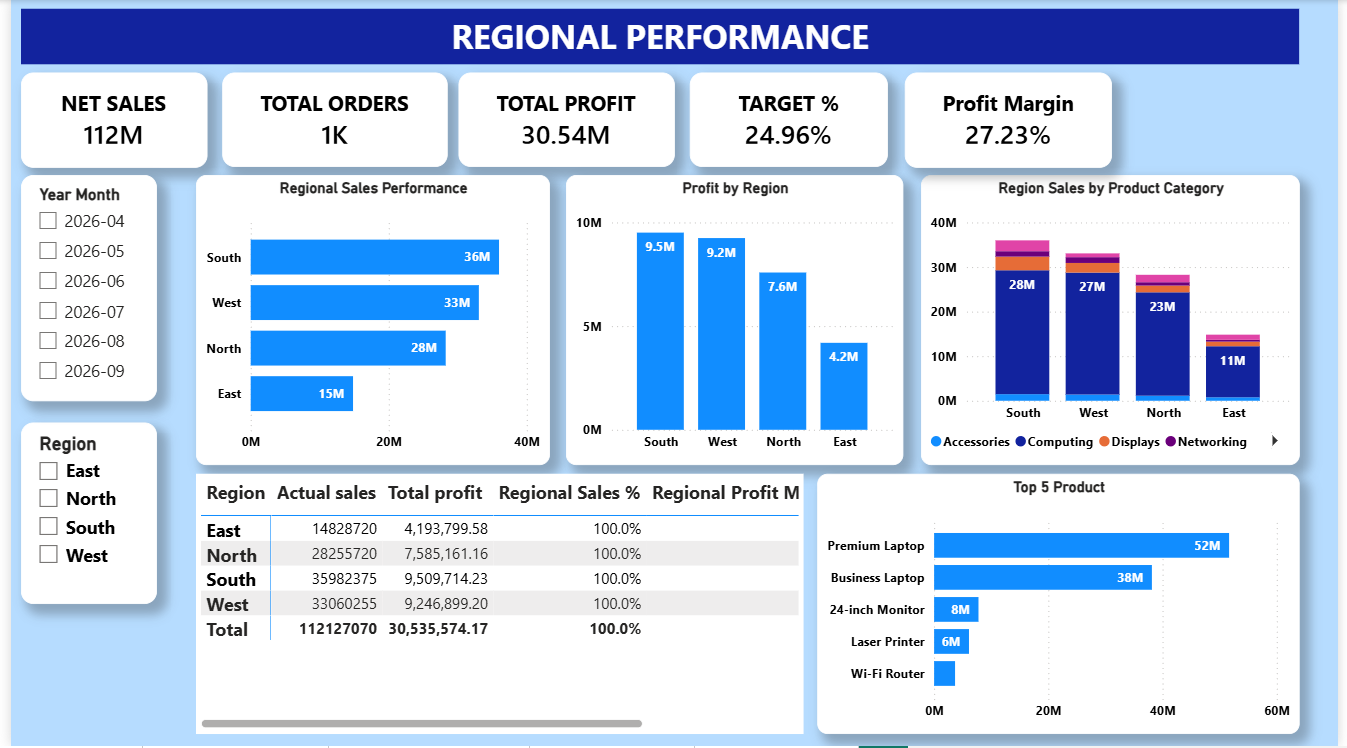 REGIONAL PERFORMANCE
NET SALES
112M
TOTAL ORDERS
1K
TOTAL PROFIT
30.54M
TARGET %
24.96%
Profit Margin
27.23%
Year Month
2026-04
2026-05
2026-06
2026-07
2026-08
2026-09
Region
East
North
South
West
Regional Sales Performance
South 36M
West 33M
North 28M
East 15M
0M 20M 40M
Profit by Region
10M
5M
0M
9.5M 9.2M 7.6M 4.2M
South West North East
Region Sales by Product Category
40M
30M
20M
10M
0M
28M 27M 23M 11M
South West North East
Accessories Computing Displays Networking
Region Actual sales Total profit Regional Sales % Regional Profit M
East 14828720 4,193,799.58 100.0%
North 28255720 7,585,161.16 100.0%
South 35982375 9,509,714.23 100.0%
West 33060255 9,246,899.20 100.0%
Total 112127070 30,535,574.17 100.0%
Top 5 Product
Premium Laptop 52M
Business Laptop 38M
24-inch Monitor 8M
Laser Printer 6M
Wi-Fi Router
0M 20M 40M 60M